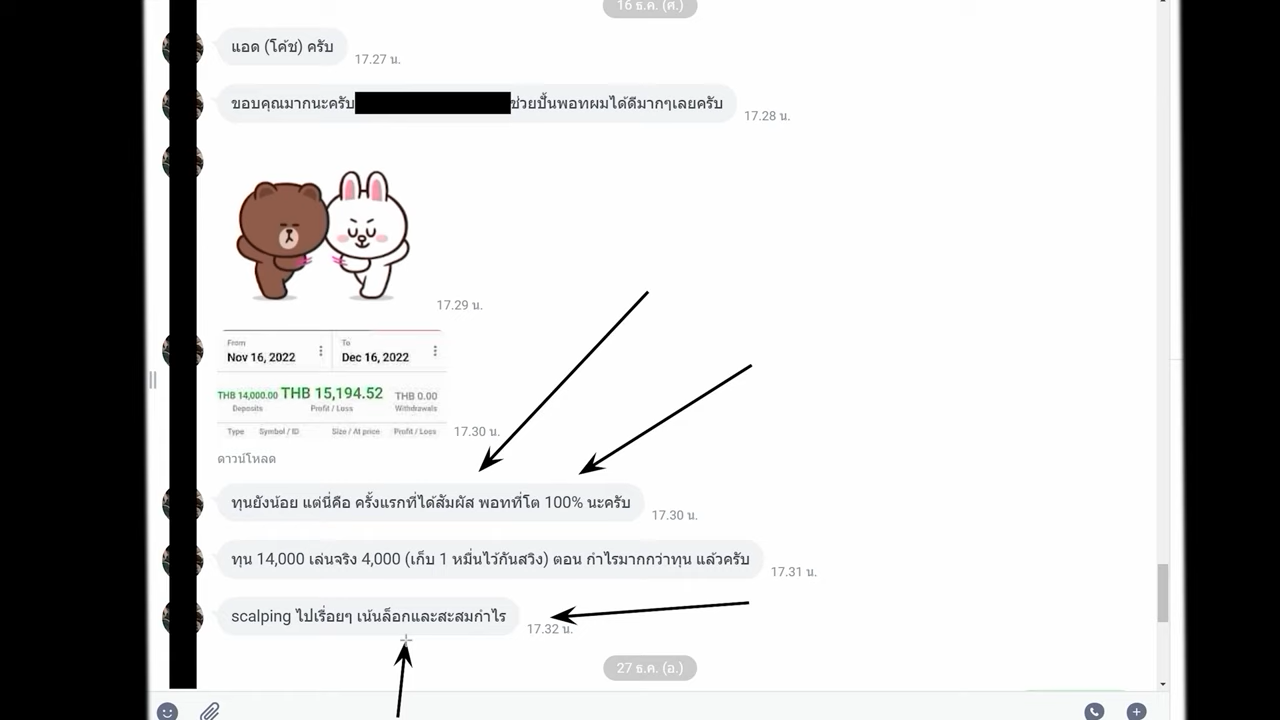 16 ธ.ค. (ศ.)
แอด (โค้ช) ครับ
17.27 น.
ขอบคุณมากนะครับ
ช่วยปั้นพอทผมได้ดีมากๆเลยครับ
17.28 น.
17.29 น.
From
To
Nov 16, 2022
Dec 16, 2022
THB 14,000.00 THB 15,194.52 THB 0.00
Deposits Profit / Loss Withdrawals
Type Symbol / ID Size / At price Profit / Loss
17.30 น.
ดาวน์โหลด
ทุนยังน้อย แต่นี่คือ ครั้งแรกที่ได้สัมผัส พอทที่โต 100% นะครับ
17.30 น.
ทุน 14,000 เล่นจริง 4,000 (เก็บ 1 หมื่นไว้กันสวิง) ตอน กำไรมากกว่าทุน แล้วครับ
17.31 น.
scalping ไปเรื่อยๆ เน้นล็อกและสะสมกำไร
17.32 น.
27 ธ.ค. (อ.)